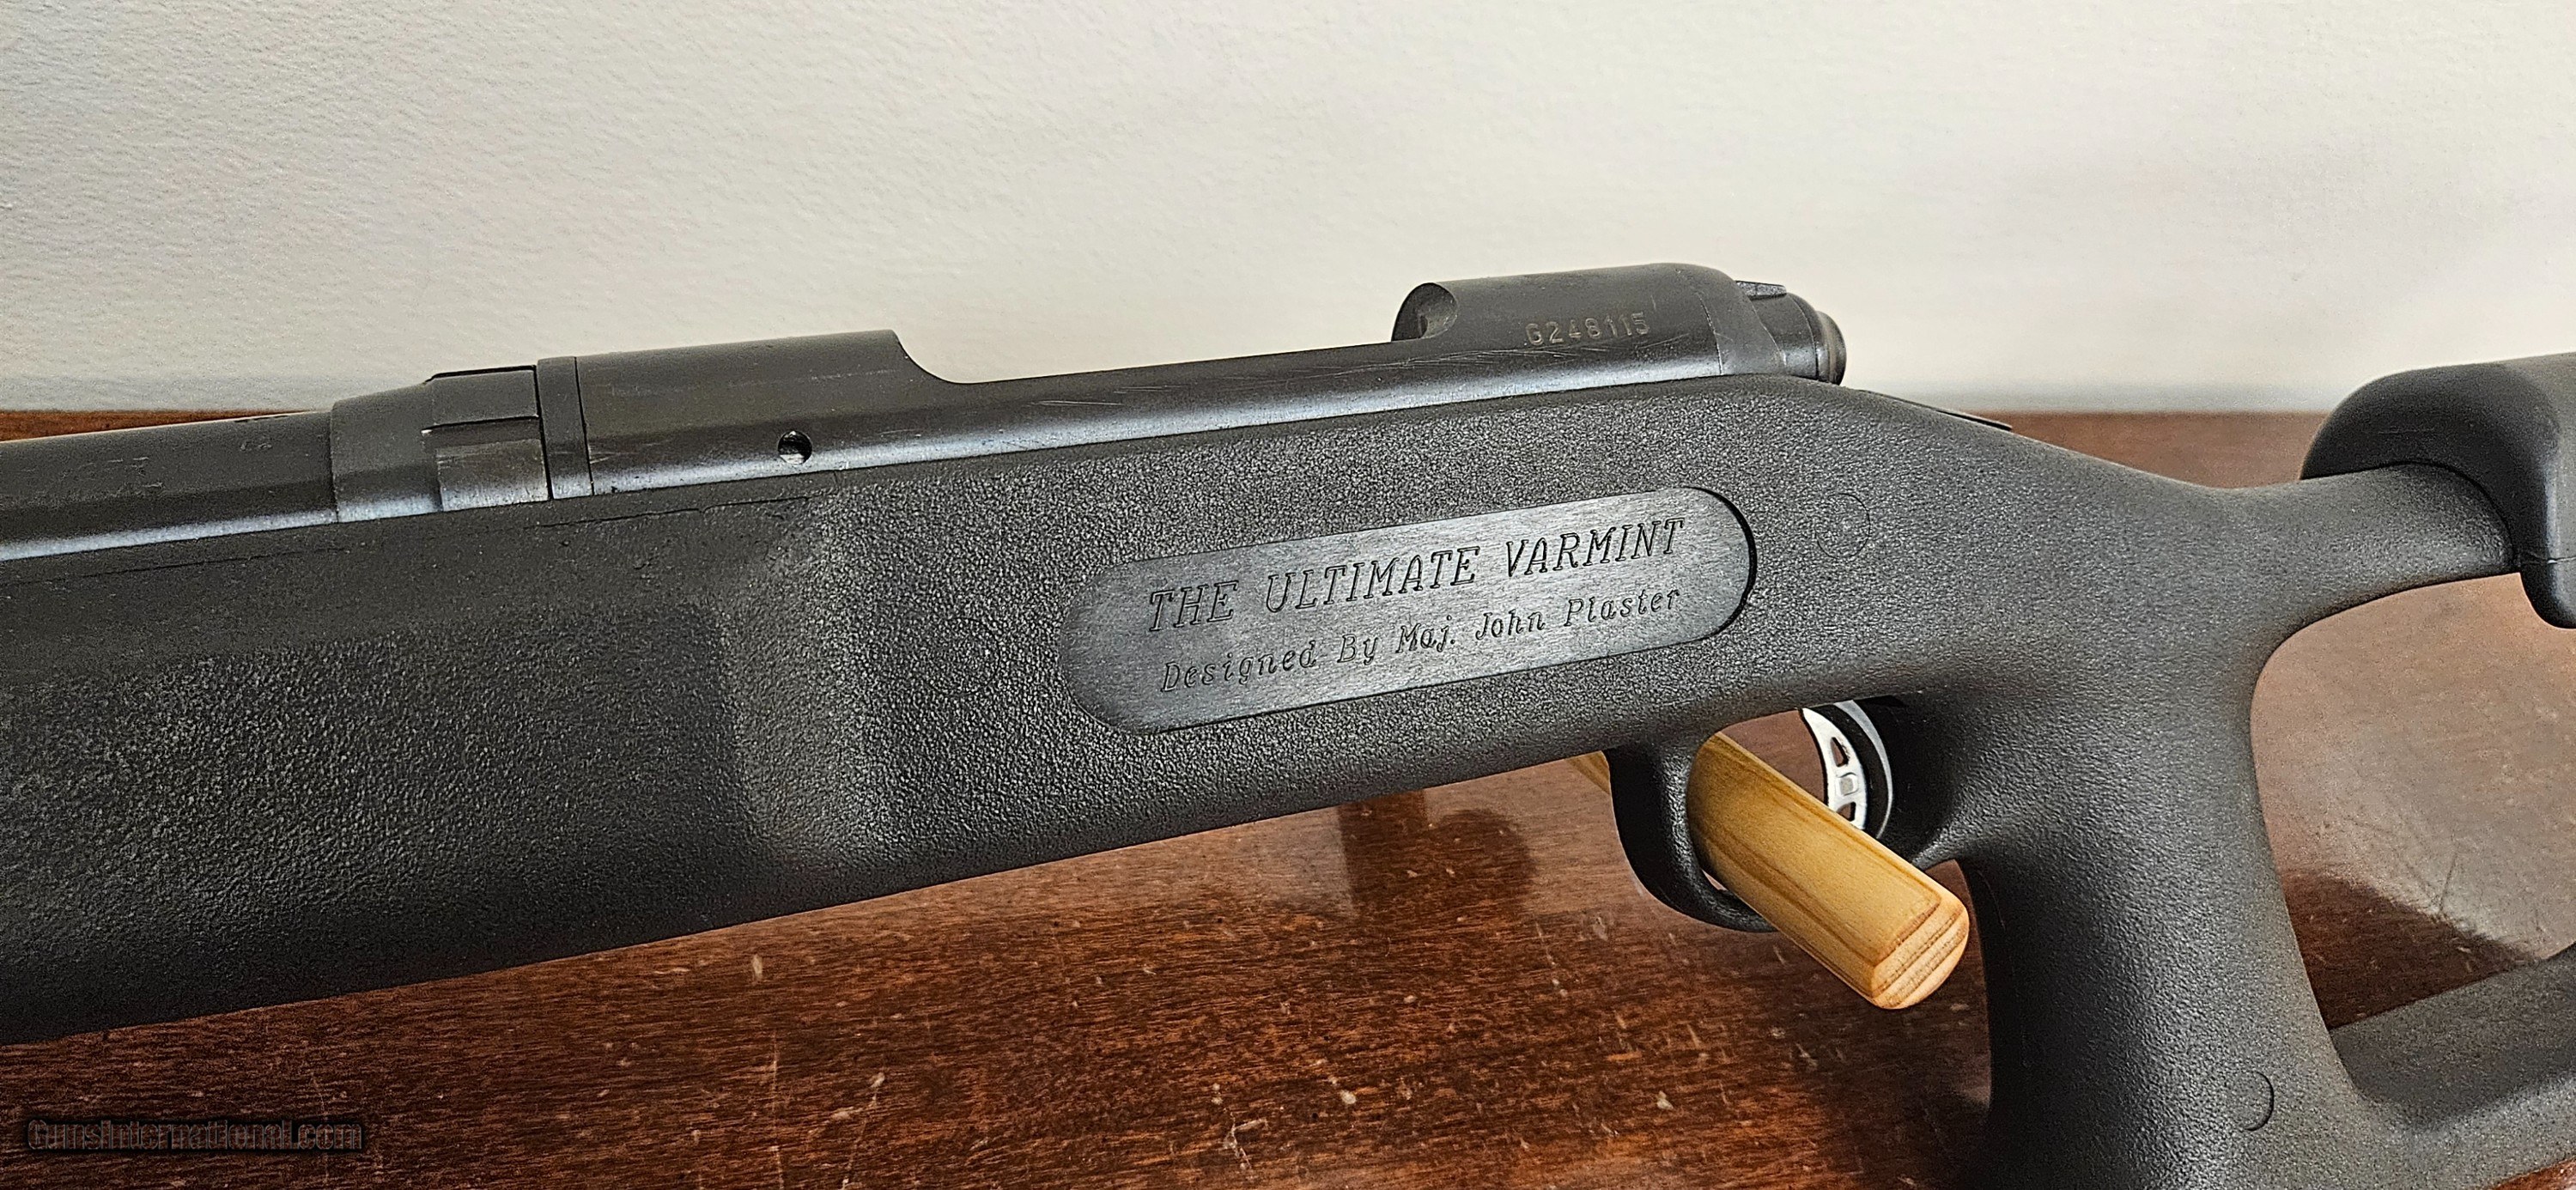 G248115
THE ULTIMATE VARMINT
Designed By Maj. John Plaster
GunsInternational.com